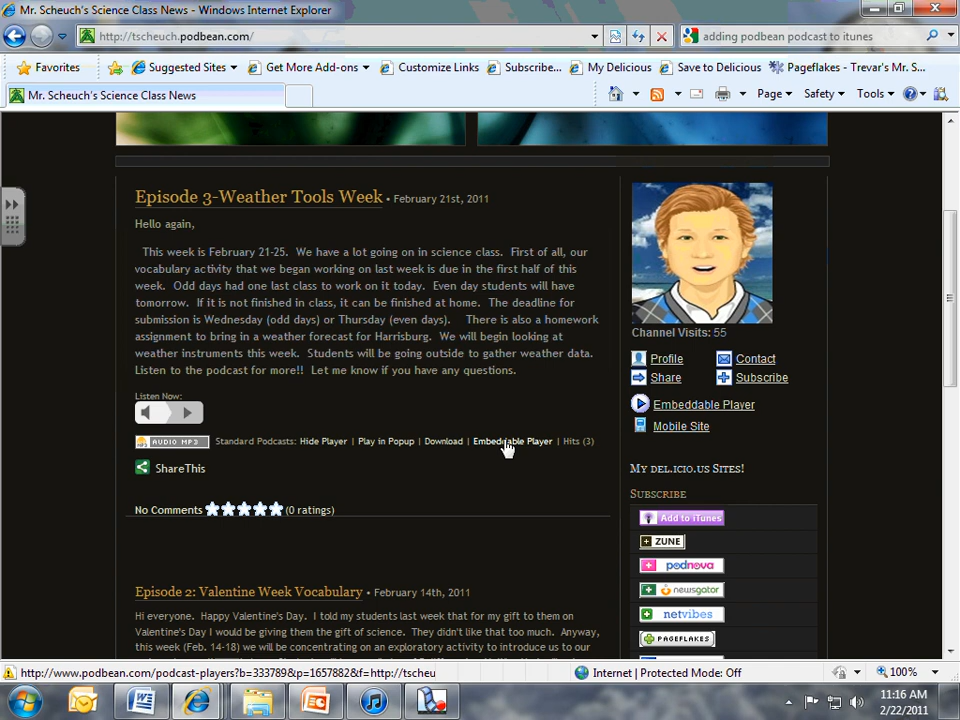 Mr. Scheuch's Science Class News - Windows Internet Explorer
http://tscheuch.podbean.com/
adding podbean podcast to itunes
Favorites
Suggested Sites
Get More Add-ons
Customize Links
Subscribe...
My Delicious
Save to Delicious
Pageflakes - Trevar's Mr. S...
Mr. Scheuch's Science Class News
Page
Safety
Tools
Episode 3-Weather Tools Week • February 21st, 2011
Hello again,
This week is February 21-25. We have a lot going on in science class. First of all, our
vocabulary activity that we began working on last week is due in the first half of this
week. Odd days had one last class to work on it today. Even day students will have
tomorrow. If it is not finished in class, it can be finished at home. The deadline for
submission is Wednesday (odd days) or Thursday (even days). There is also a homework
assignment to bring in a weather forecast for Harrisburg. We will begin looking at
weather instruments this week. Students will be going outside to gather weather data.
Listen to the podcast for more!! Let me know if you have any questions.
Listen Now:
AUDIO MP3 Standard Podcasts: Hide Player | Play in Popup | Download | Embeddable Player | Hits (3)
ShareThis
No Comments (0 ratings)
Episode 2: Valentine Week Vocabulary • February 14th, 2011
Hi everyone. Happy Valentine's Day. I told my students last week that for my gift to them on
Valentine's Day I would be giving them the gift of science. They didn't like that too much. Anyway,
this week (Feb. 14-18) we will be concentrating on an exploratory activity to introduce us to our
Channel Visits: 55
Profile
Contact
Share
Subscribe
Embeddable Player
Mobile Site
My del.icio.us Sites!
Subscribe
Add to iTunes
ZUNE
podnova
newsgator
netvibes
PAGEFLAKES
http://www.podbean.com/podcast-players?b=333789&p=1657882&f=http://tscheu
Internet | Protected Mode: Off
100%
11:16 AM
2/22/2011